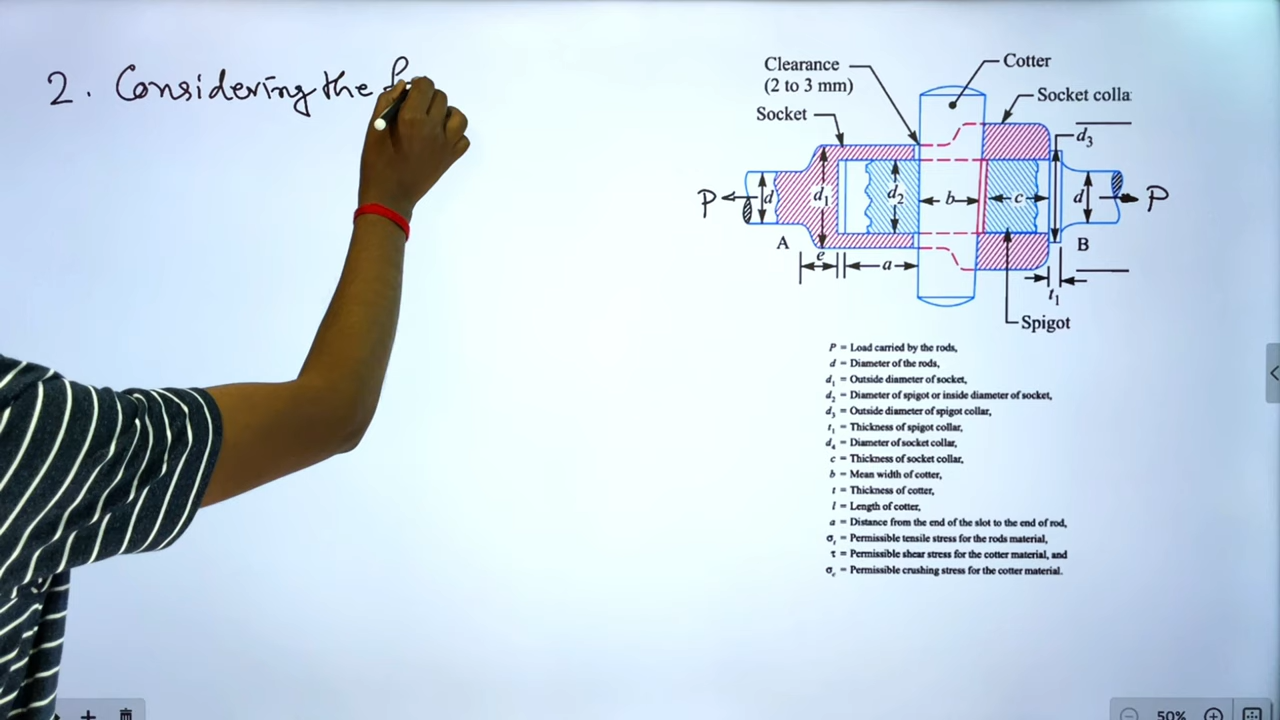 2. Considering the
Clearance
(2 to 3 mm)
Socket
Cotter
Socket colla
d3
P
d
d1
d2
b
c
d
P
A
B
e
a
t1
Spigot
P = Load carried by the rods,
d = Diameter of the rods,
d1 = Outside diameter of socket,
d2 = Diameter of spigot or inside diameter of socket,
d3 = Outside diameter of spigot collar,
t1 = Thickness of spigot collar,
d4 = Diameter of socket collar,
c = Thickness of socket collar,
b = Mean width of cotter,
t = Thickness of cotter,
l = Length of cotter,
a = Distance from the end of the slot to the end of rod,
σt = Permissible tensile stress for the rods material,
τ = Permissible shear stress for the cotter material, and
σc = Permissible crushing stress for the cotter material.
50%